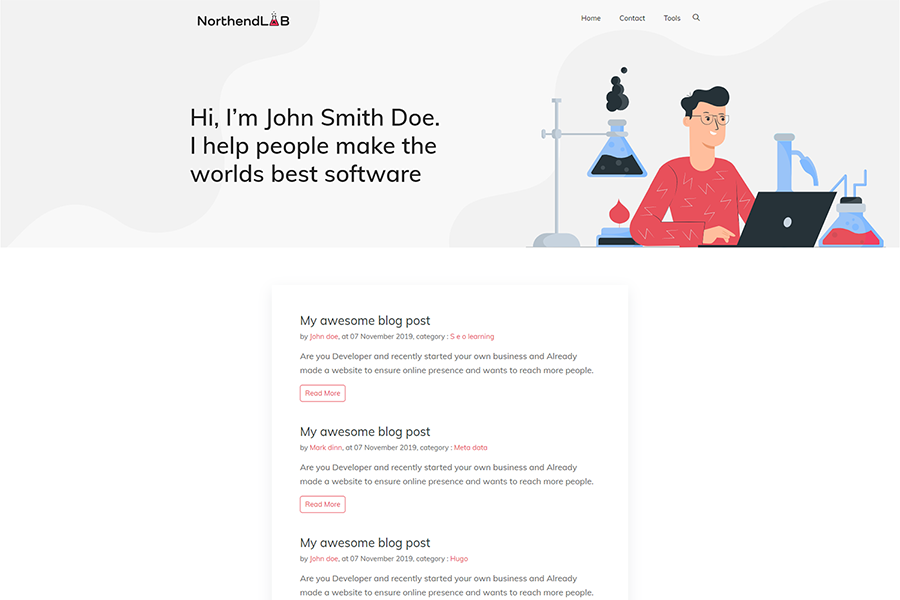 NorthendLAB
Home Contact Tools
Hi, I'm John Smith Doe.
I help people make the
worlds best software
My awesome blog post
by John doe, at 07 November 2019, category : S e o learning
Are you Developer and recently started your own business and Already
made a website to ensure online presence and wants to reach more people.
Read More
My awesome blog post
by Mark dinn, at 07 November 2019, category : Meta data
Are you Developer and recently started your own business and Already
made a website to ensure online presence and wants to reach more people.
Read More
My awesome blog post
by John doe, at 07 November 2019, category : Hugo
Are you Developer and recently started your own business and Already
made a website to ensure online presence and wants to reach more people.